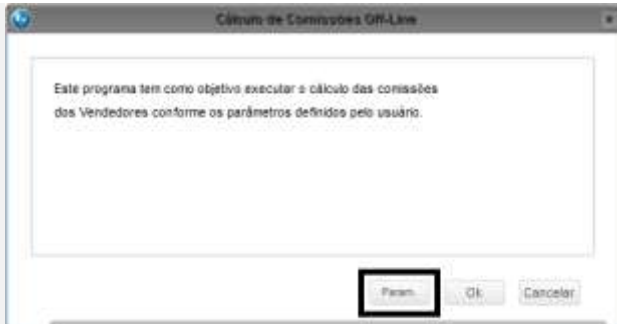 Cálculo de Comissões Off-Line
Este programa tem como objetivo executar o cálculo das comissões
dos Vendedores conforme os parâmetros definidos pelo usuário.
Param Ok Cancelar